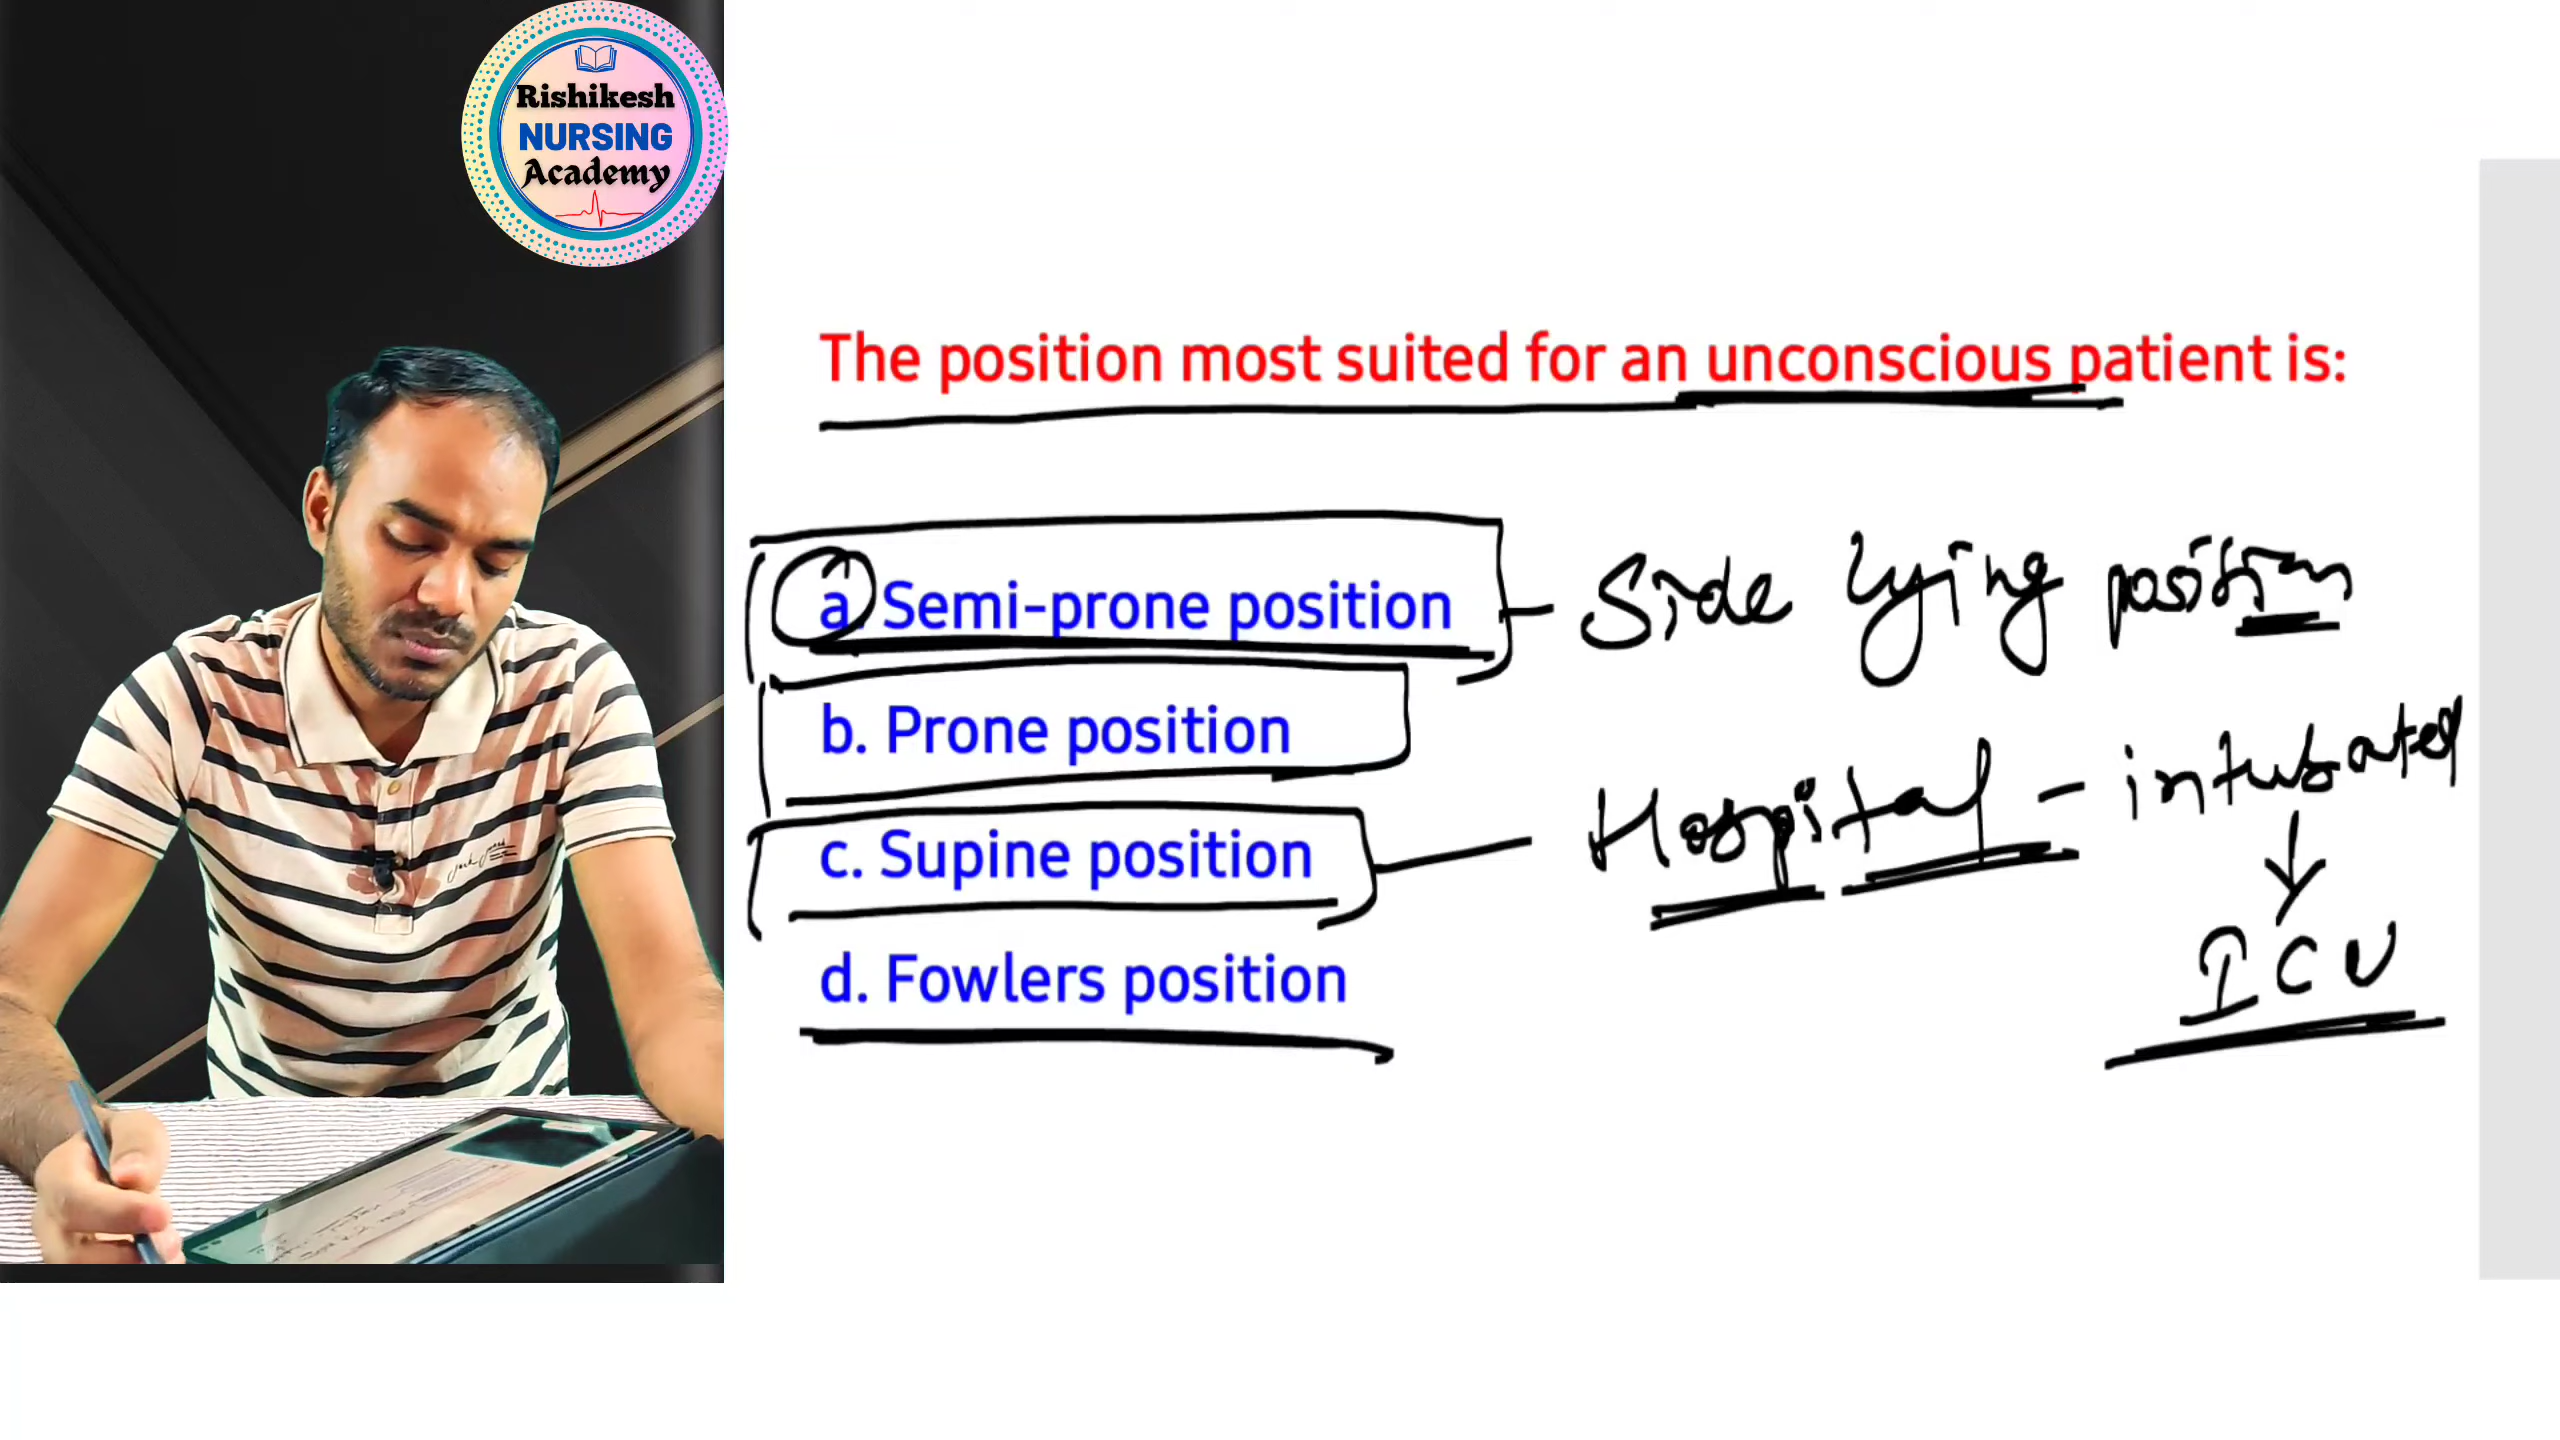 Rishikesh
NURSING
Academy
The position most suited for an unconscious patient is:
a. Semi-prone position - Side lying position
b. Prone position
c. Supine position - Hospital - intubated
ICU
d. Fowlers position